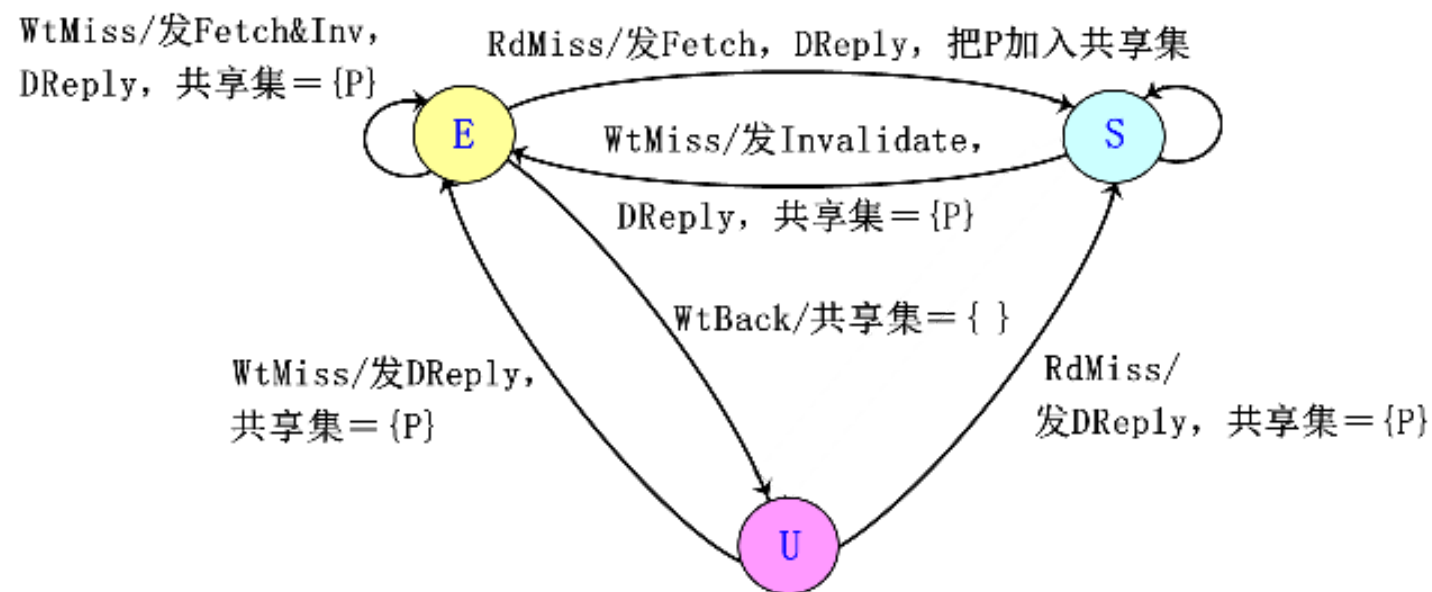 WtMiss/发Fetch&Inv，
DReply，共享集＝{P}
RdMiss/发Fetch，DReply，把P加入共享集
E
S
WtMiss/发Invalidate，
DReply，共享集＝{P}
WtBack/共享集＝{ }
WtMiss/发DReply，
共享集＝{P}
RdMiss/
发DReply，共享集＝{P}
U